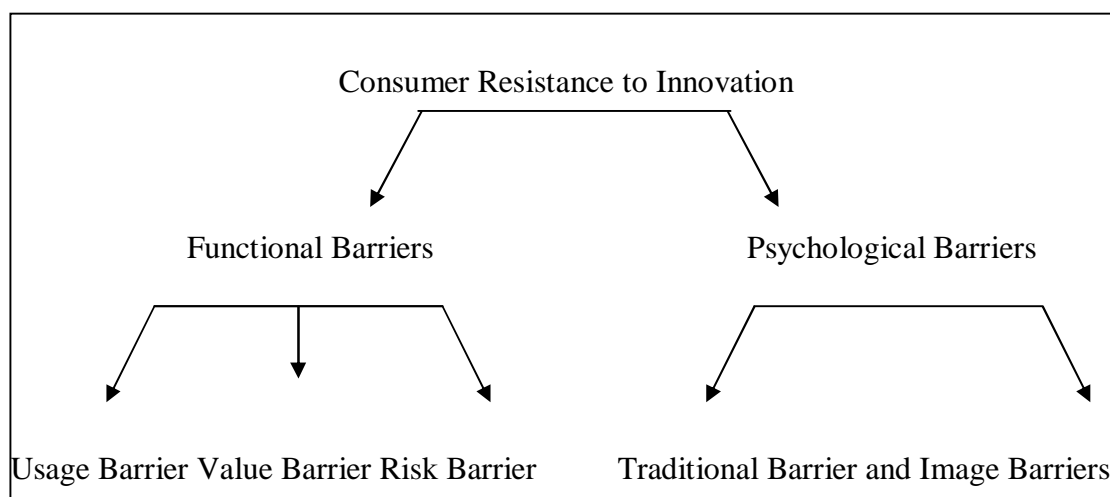 Consumer Resistance to Innovation
Functional Barriers Psychological Barriers
Usage Barrier Value Barrier Risk Barrier Traditional Barrier and Image Barriers